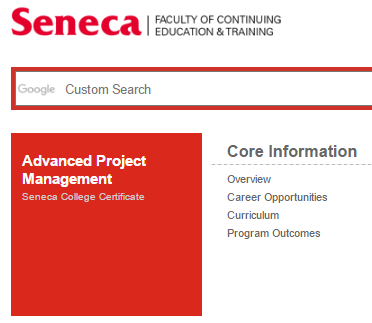 Seneca
FACULTY OF CONTINUING
EDUCATION & TRAINING
Google Custom Search
Advanced Project
Management
Seneca College Certificate
Core Information
Overview
Career Opportunities
Curriculum
Program Outcomes